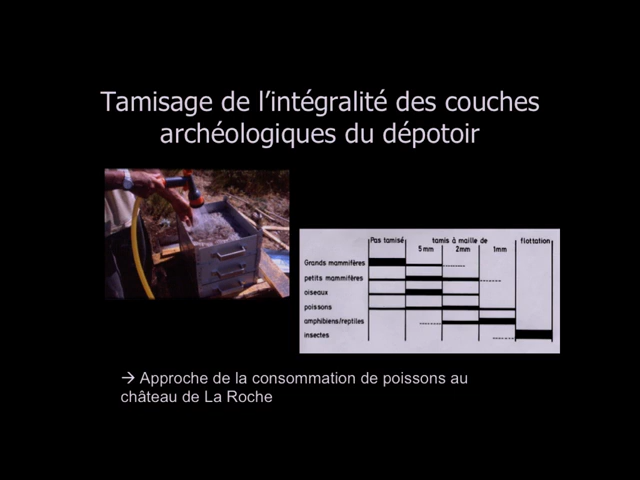 Tamisage de l'intégralité des couches
archéologiques du dépotoir
Pas tamisé tamis à maille de flottation
5 mm 2mm 1mm
Grands mammifères
petits mammifères
oiseaux
poissons
amphibiens/reptiles
insectes
→ Approche de la consommation de poissons au
château de La Roche